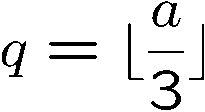 q = ⌊a/3⌋